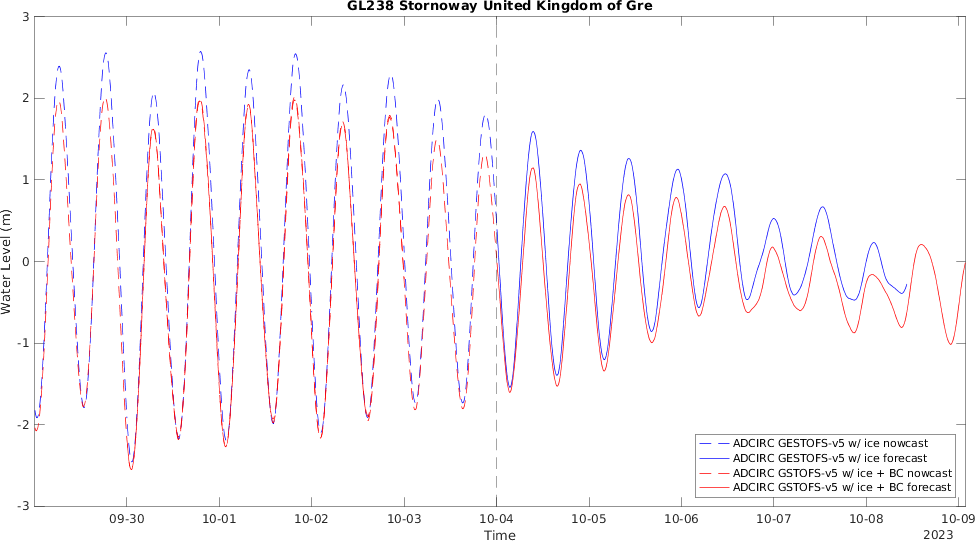 GL238 Stornoway United Kingdom of Gre
3
2
1
0
-1
-2
-3
Water Level (m)
09-30
10-01
10-02
10-03
10-04
10-05
10-06
10-07
10-08
10-09
Time
2023
ADCIRC GESTOFS-v5 w/ ice nowcast
ADCIRC GESTOFS-v5 w/ ice forecast
ADCIRC GSTOFS-v5 w/ ice + BC nowcast
ADCIRC GSTOFS-v5 w/ ice + BC forecast